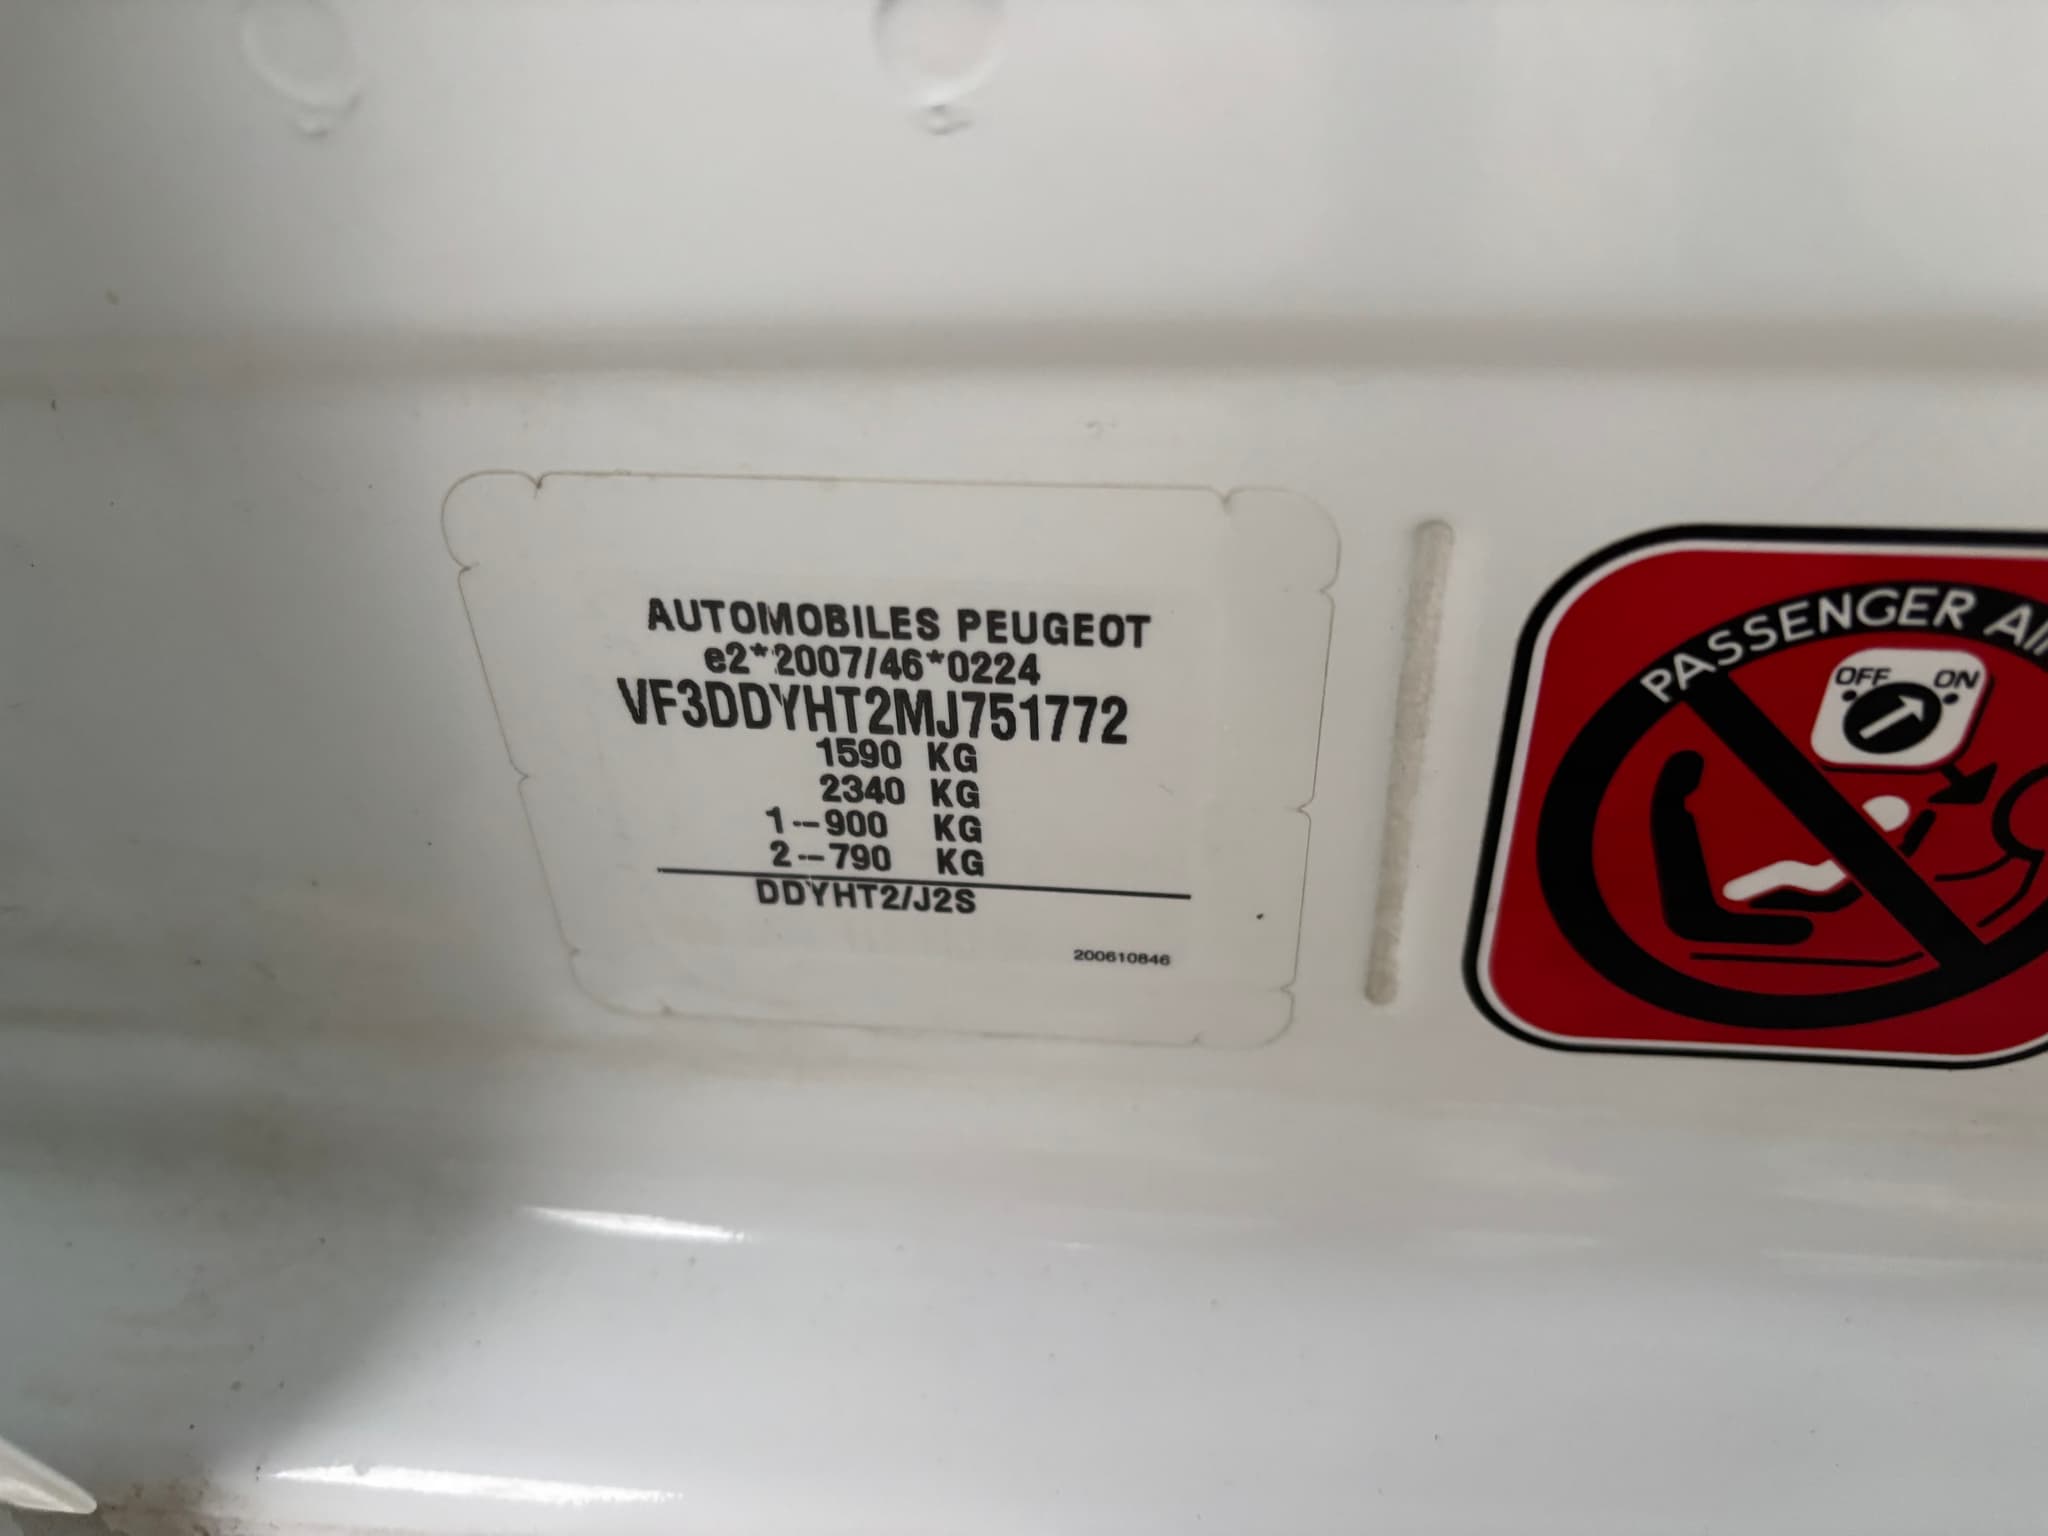 AUTOMOBILES PEUGEOT
e2*2007/46*0224
VF3DDYHT2MJ751772
1590 KG
2340 KG
1--900 KG
2--790 KG
DDYHT2/J2S
200610846
PASSENGER
OFF ON